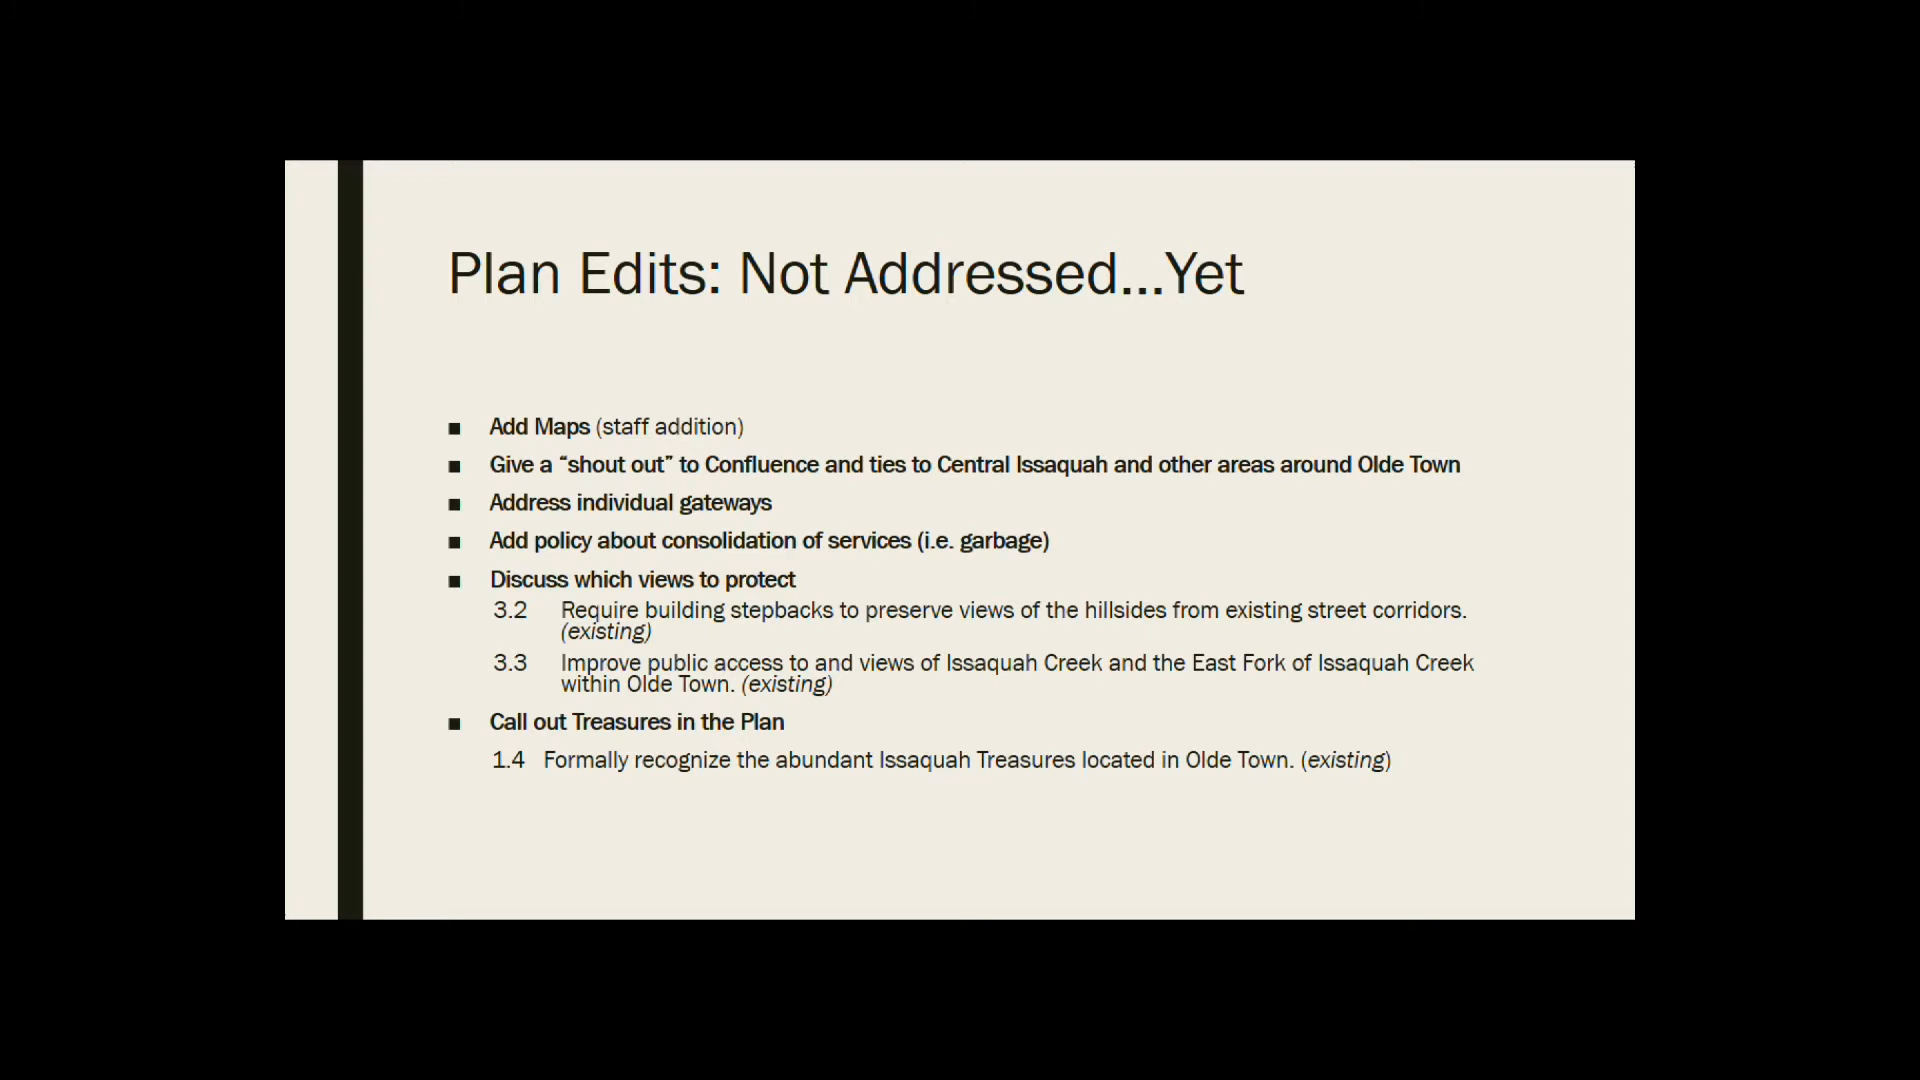 Plan Edits: Not Addressed...Yet
■ Add Maps (staff addition)
■ Give a “shout out” to Confluence and ties to Central Issaquah and other areas around Olde Town
■ Address individual gateways
■ Add policy about consolidation of services (i.e. garbage)
■ Discuss which views to protect
3.2 Require building stepbacks to preserve views of the hillsides from existing street corridors.
(existing)
3.3 Improve public access to and views of Issaquah Creek and the East Fork of Issaquah Creek
within Olde Town. (existing)
■ Call out Treasures in the Plan
1.4 Formally recognize the abundant Issaquah Treasures located in Olde Town. (existing)